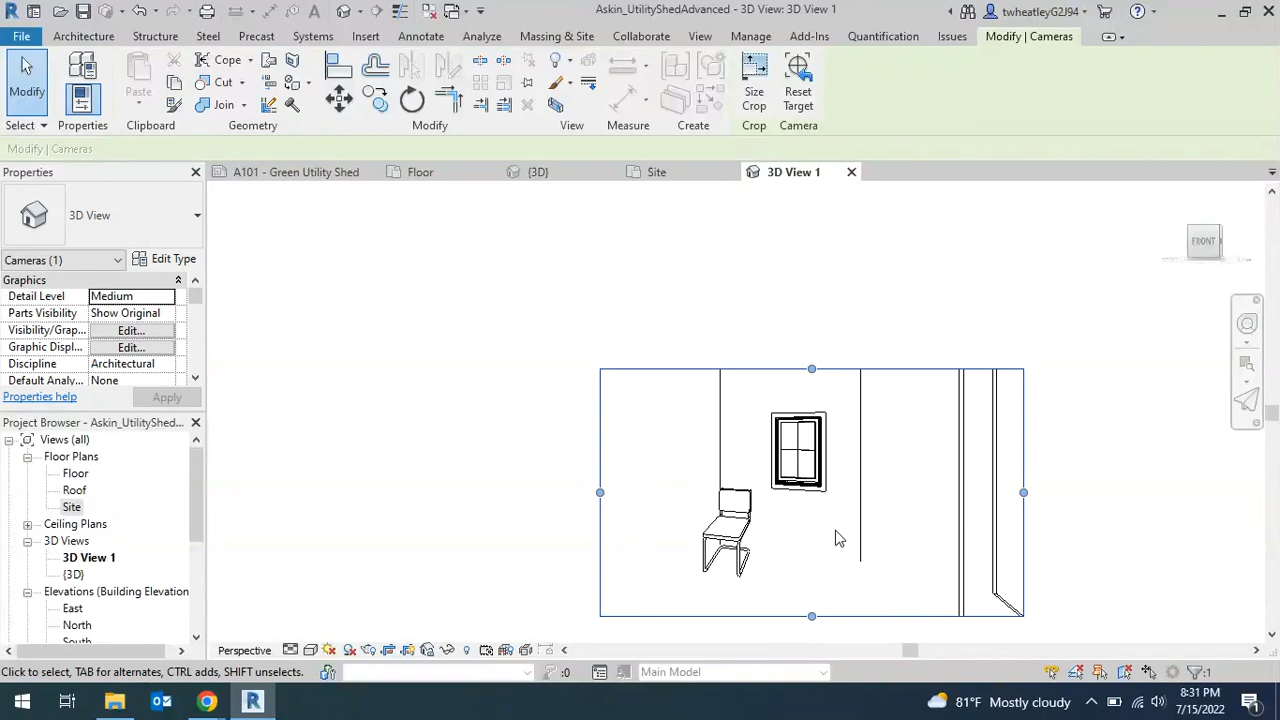 Askin_UtilityShedAdvanced - 3D View: 3D View 1
twheatleyG2J94
File
Architecture
Structure
Steel
Precast
Systems
Insert
Annotate
Analyze
Massing & Site
Collaborate
View
Manage
Add-Ins
Quantification
Issues
Modify | Cameras
Modify
Paste
Cope
Cut
Join
Size
Crop
Reset
Target
Select
Properties
Clipboard
Geometry
Modify
View
Measure
Create
Crop
Camera
Modify | Cameras
Properties
A101 - Green Utility Shed
Floor
{3D}
Site
3D View 1
3D View
Cameras (1)
Edit Type
Graphics
Detail Level
Medium
Parts Visibility
Show Original
Visibility/Grap...
Edit...
Graphic Displ...
Edit...
Discipline
Architectural
Default Analy...
None
Properties help
Apply
FRONT
Project Browser - Askin_UtilitySted...
Views (all)
Floor Plans
Floor
Roof
Site
Ceiling Plans
3D Views
3D View 1
{3D}
Elevations (Building Elevation)
East
North
South
Perspective
Click to select, TAB for alternates, CTRL adds, SHIFT unselects.
:0
Main Model
:1
81°F Mostly cloudy
8:31 PM
7/15/2022